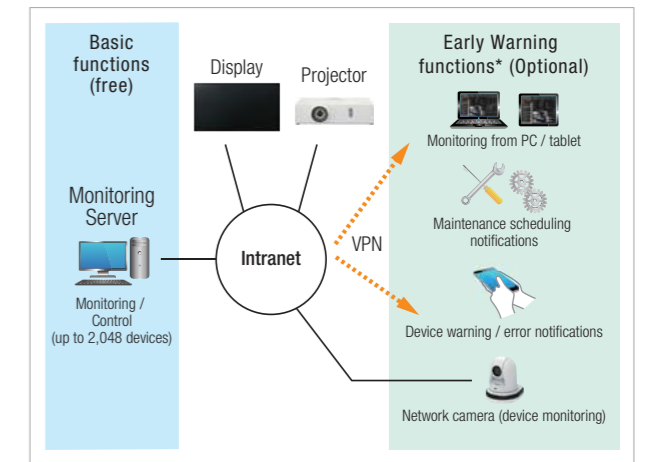 Basic
functions
(free)
Display
Projector
Early Warning
functions* (Optional)
Monitoring from PC / tablet
Maintenance scheduling
notifications
Monitoring
Server
Intranet
VPN
Monitoring /
Control
(up to 2,048 devices)
Device warning / error notifications
Network camera (device monitoring)